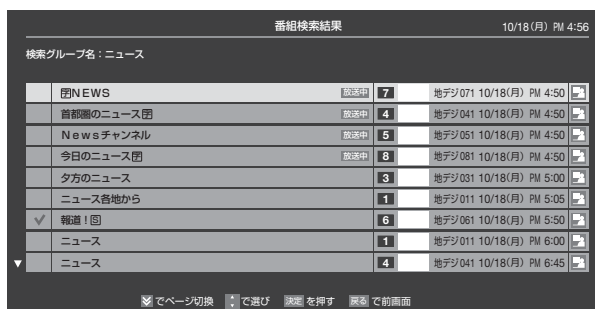 番組検索結果 10/18(月) PM 4:56
検索グループ名：ニュース
字NEWS 放送中 7 地デジ071 10/18(月) PM 4:50
首都圏のニュース字 放送中 4 地デジ041 10/18(月) PM 4:50
Newsチャンネル 放送中 5 地デジ051 10/18(月) PM 4:50
今日のニュース字 放送中 8 地デジ081 10/18(月) PM 4:50
夕方のニュース 3 地デジ031 10/18(月) PM 5:00
ニュース各地から 1 地デジ011 10/18(月) PM 5:05
報道！S 6 地デジ061 10/18(月) PM 5:50
ニュース 1 地デジ011 10/18(月) PM 6:00
ニュース 4 地デジ041 10/18(月) PM 6:45
でページ切換 で選び 決定 を押す 戻る で前画面